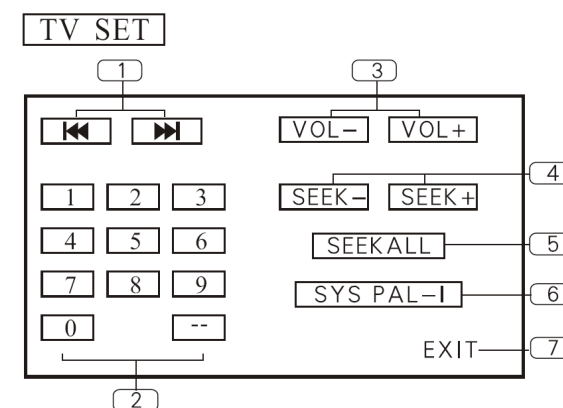 TV SET
1 3
VOL- VOL+
4
1 2 3 SEEK- SEEK+
4 5 6 SEEKALL 5
7 8 9 SYS PAL-I 6
0 --
EXIT 7
2